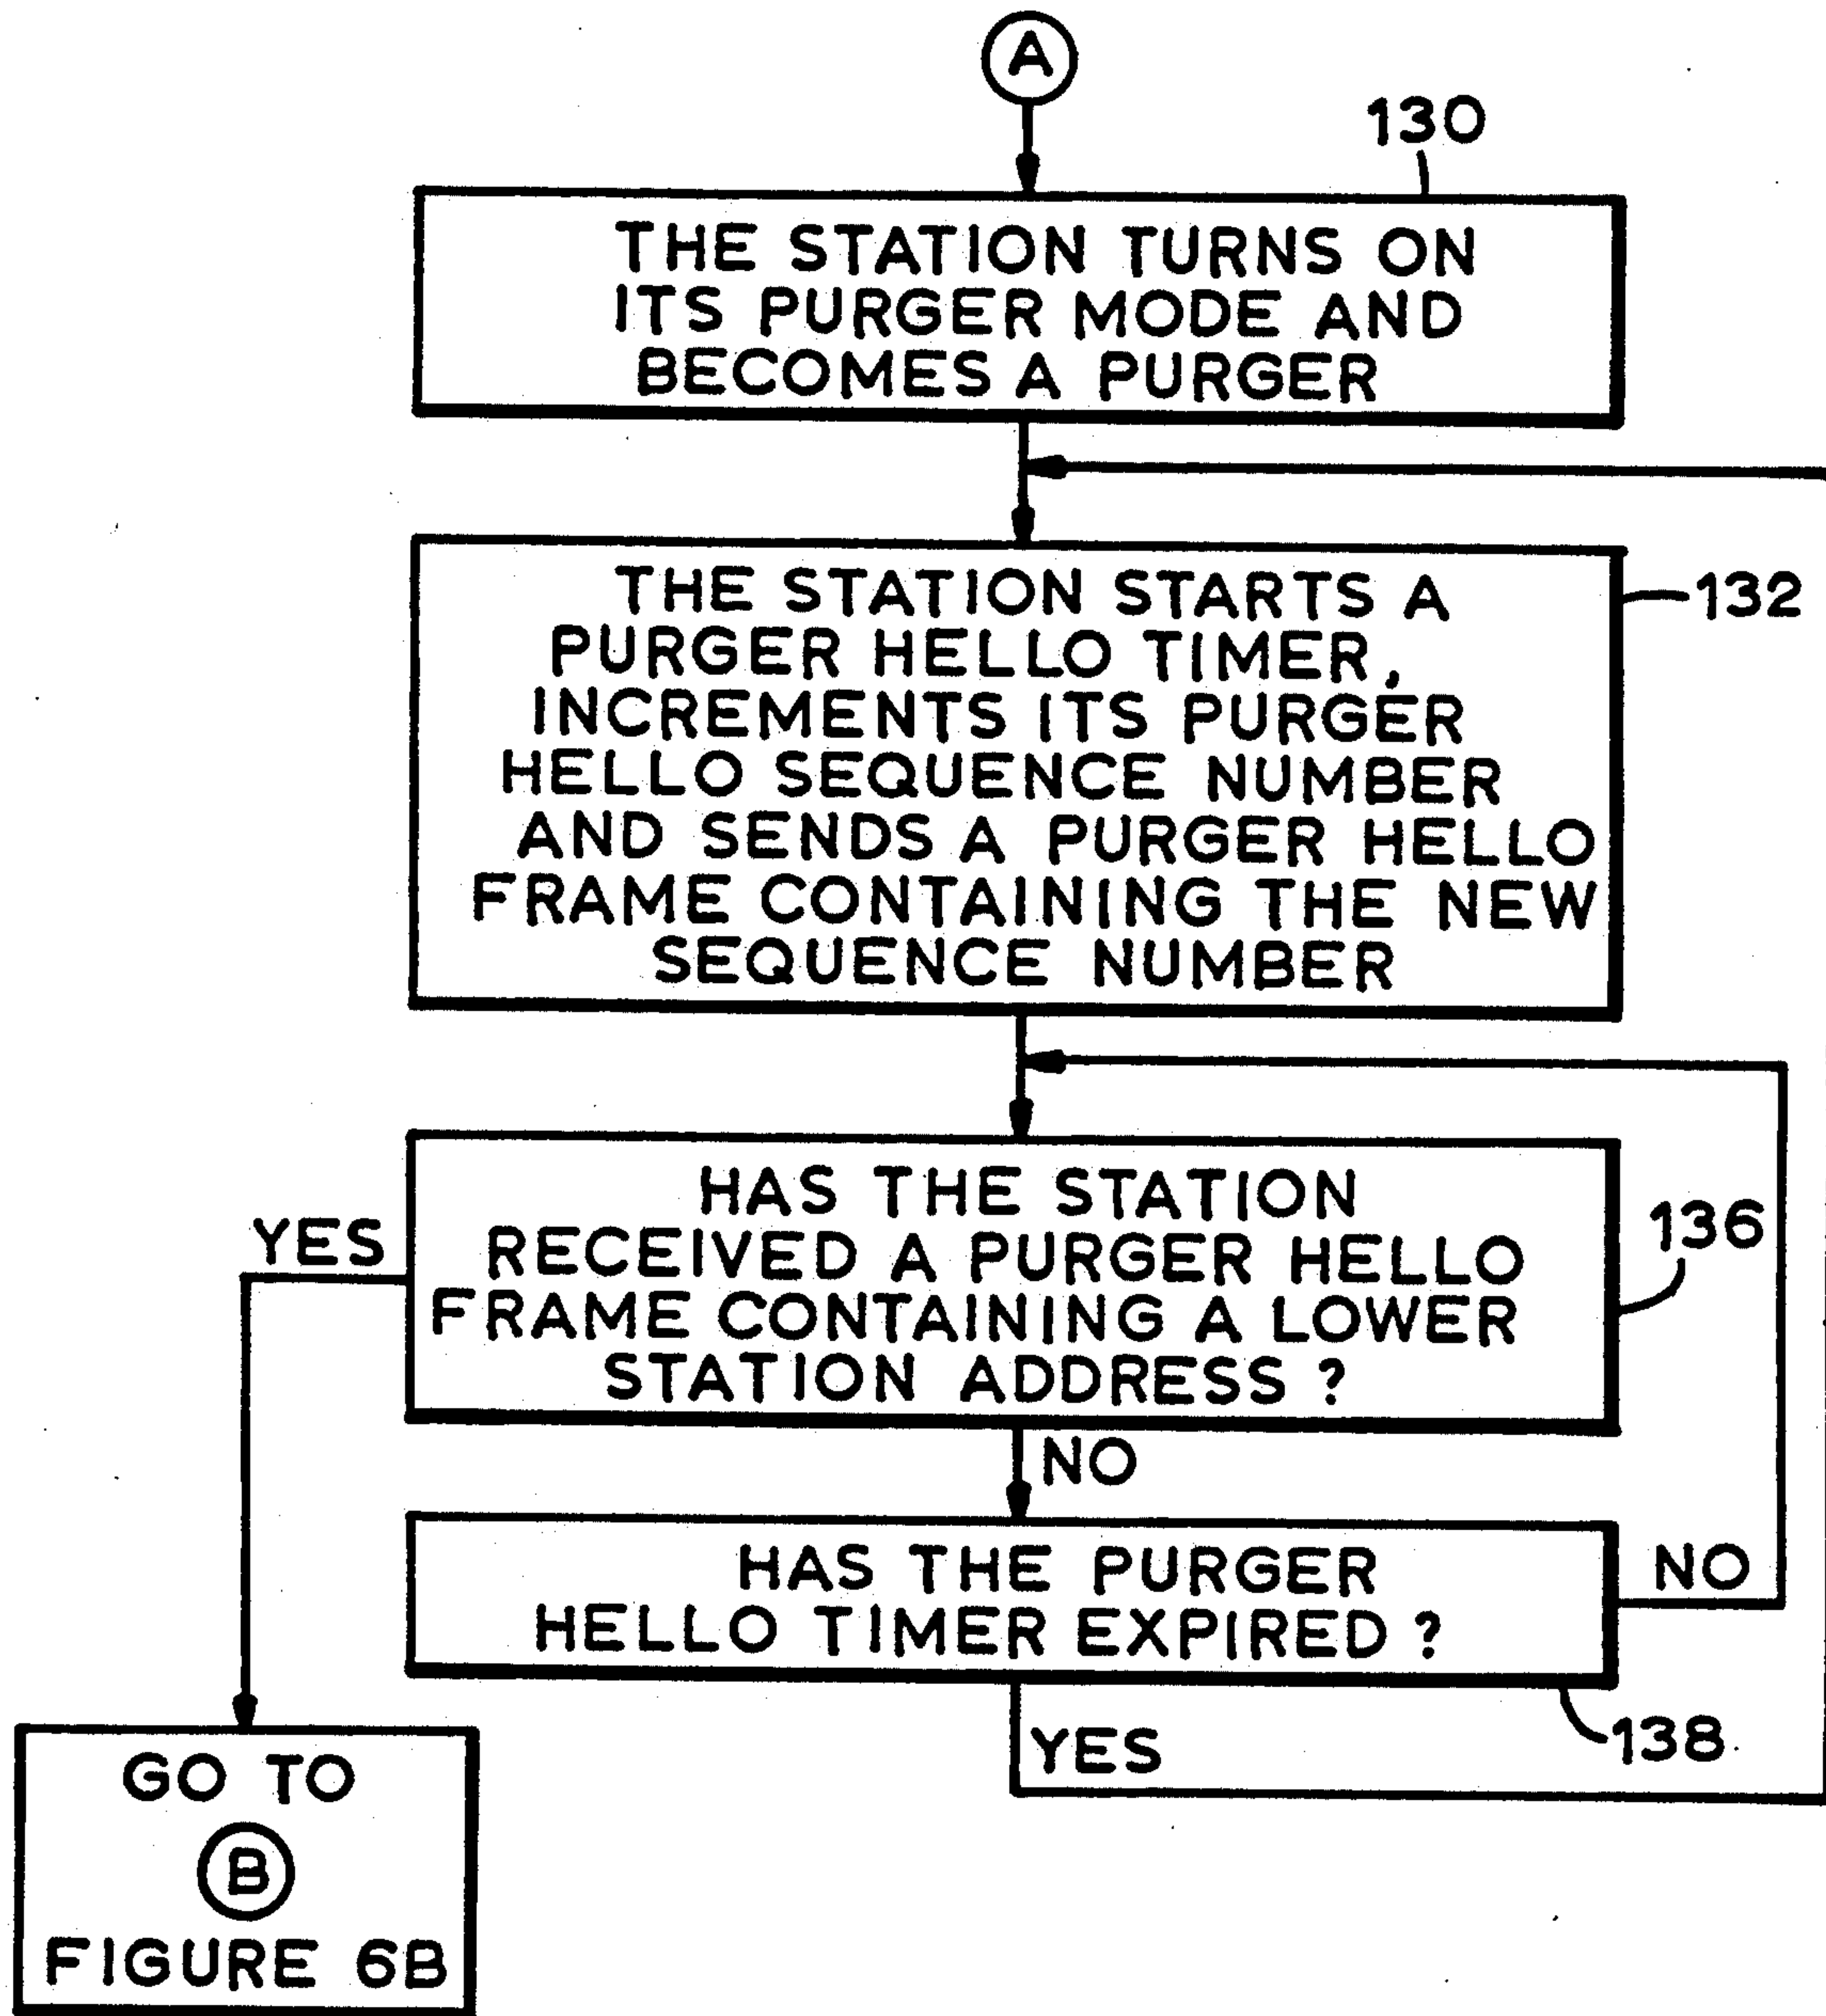 A
130
THE STATION TURNS ON
ITS PURGER MODE AND
BECOMES A PURGER
THE STATION STARTS A
PURGER HELLO TIMER,
INCREMENTS ITS PURGER
HELLO SEQUENCE NUMBER
AND SENDS A PURGER HELLO
FRAME CONTAINING THE NEW
SEQUENCE NUMBER
132
HAS THE STATION
RECEIVED A PURGER HELLO
FRAME CONTAINING A LOWER
STATION ADDRESS ?
136
YES
NO
HAS THE PURGER
HELLO TIMER EXPIRED ?
NO
138
YES
GO TO
B
FIGURE 6B